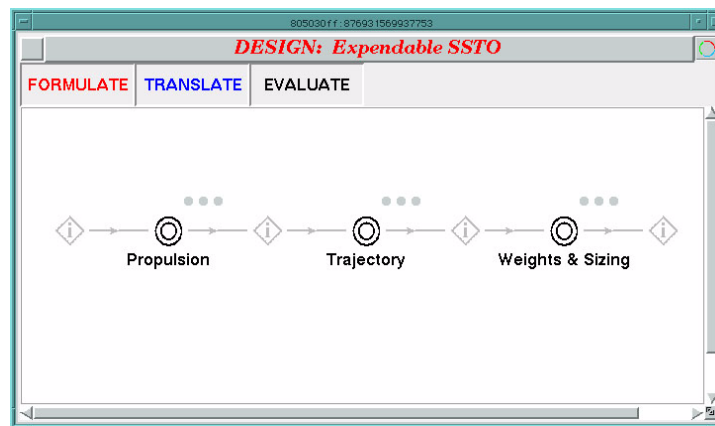 805030ff:876931569937753
DESIGN: Expendable SSTO
FORMULATE TRANSLATE EVALUATE
i i i i
Propulsion Trajectory Weights & Sizing